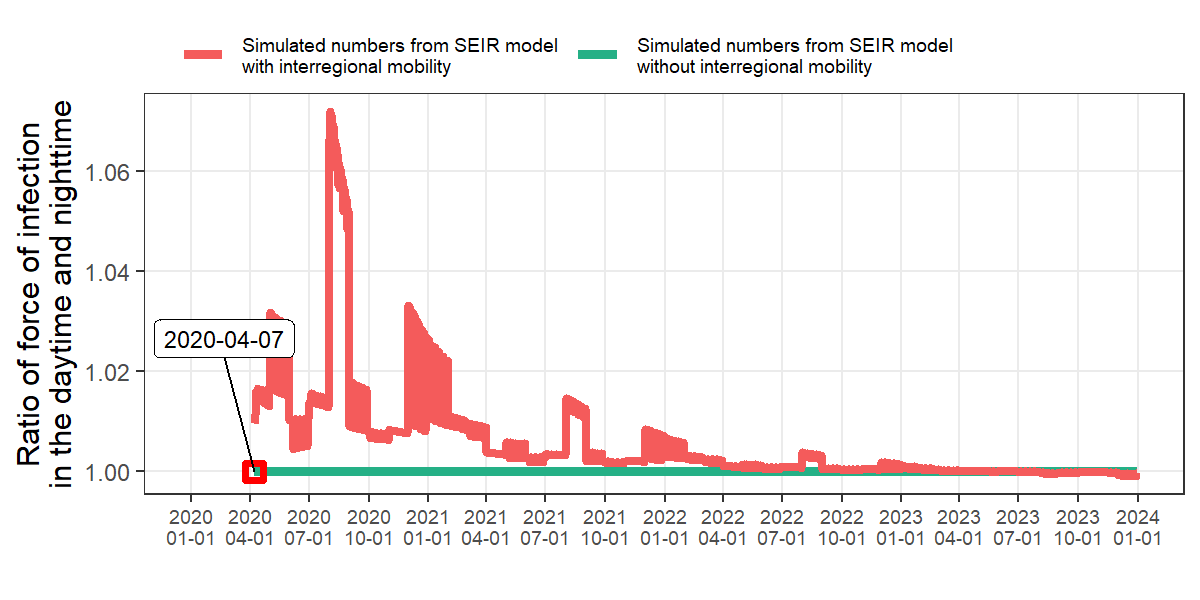 Simulated numbers from SEIR model
with interregional mobility
Simulated numbers from SEIR model
without interregional mobility
Ratio of force of infection
in the daytime and nighttime
1.06
1.04
1.02
1.00
2020-04-07
2020 2020 2020 2020 2021 2021 2021 2021 2022 2022 2022 2022 2023 2023 2023 2023 2024
01-01 04-01 07-01 10-01 01-01 04-01 07-01 10-01 01-01 04-01 07-01 10-01 01-01 04-01 07-01 10-01 01-01